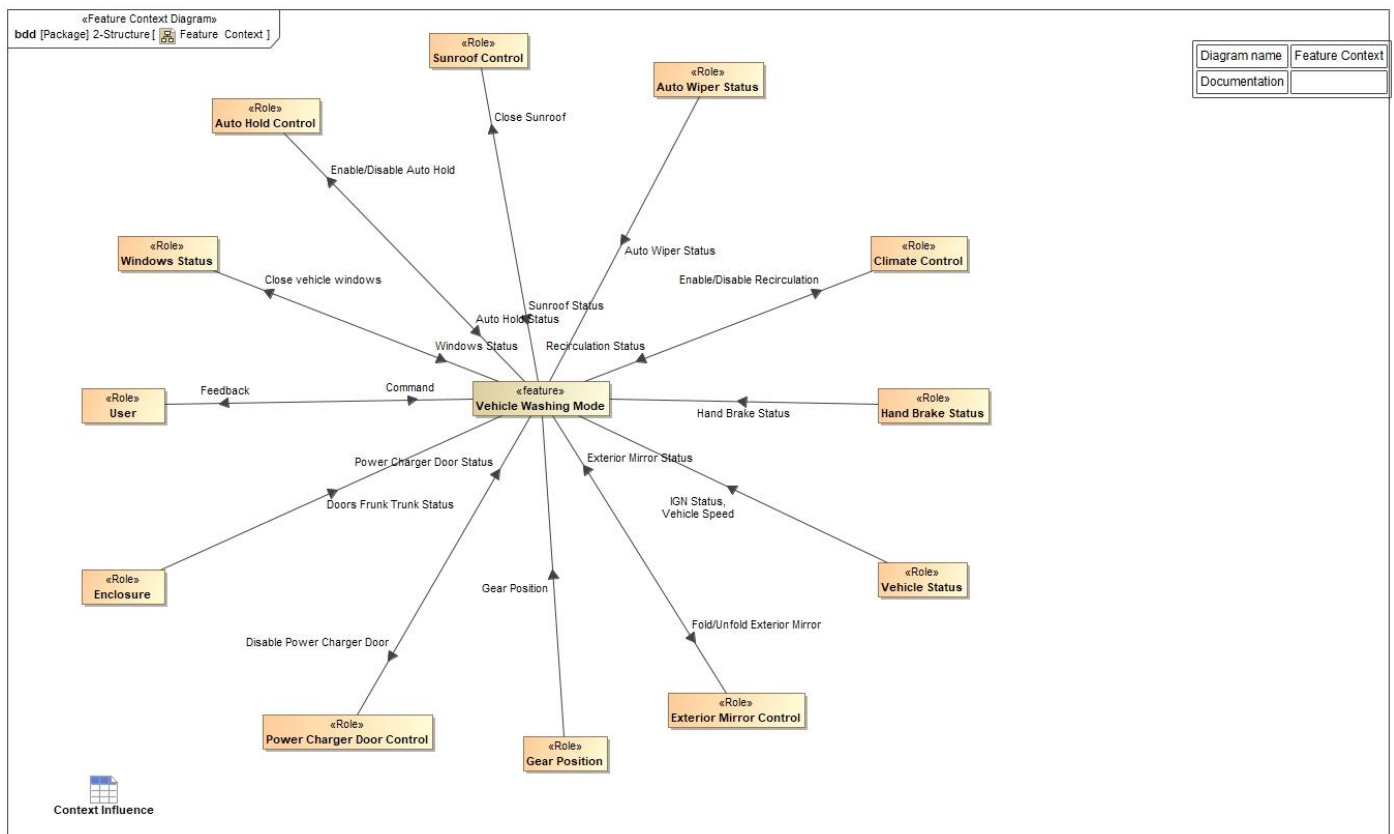 «Feature Context Diagram»
bdd [Package] 2-Structure [ Feature Context ]
Diagram name
Feature Context
Documentation
«Role»
Sunroof Control
«Role»
Auto Wiper Status
«Role»
Auto Hold Control
Close Sunroof
Enable/Disable Auto Hold
«Role»
Windows Status
Auto Wiper Status
«Role»
Climate Control
Close vehicle windows
Enable/Disable Recirculation
Sunroof Status
Auto Hold Status
Windows Status
Recirculation Status
«Role»
User
Feedback
Command
«feature»
Vehicle Washing Mode
Hand Brake Status
«Role»
Hand Brake Status
Power Charger Door Status
Exterior Mirror Status
Doors Frunk Trunk Status
IGN Status,
Vehicle Speed
«Role»
Enclosure
Gear Position
«Role»
Vehicle Status
Disable Power Charger Door
Fold/Unfold Exterior Mirror
«Role»
Power Charger Door Control
«Role»
Gear Position
«Role»
Exterior Mirror Control
Context Influence